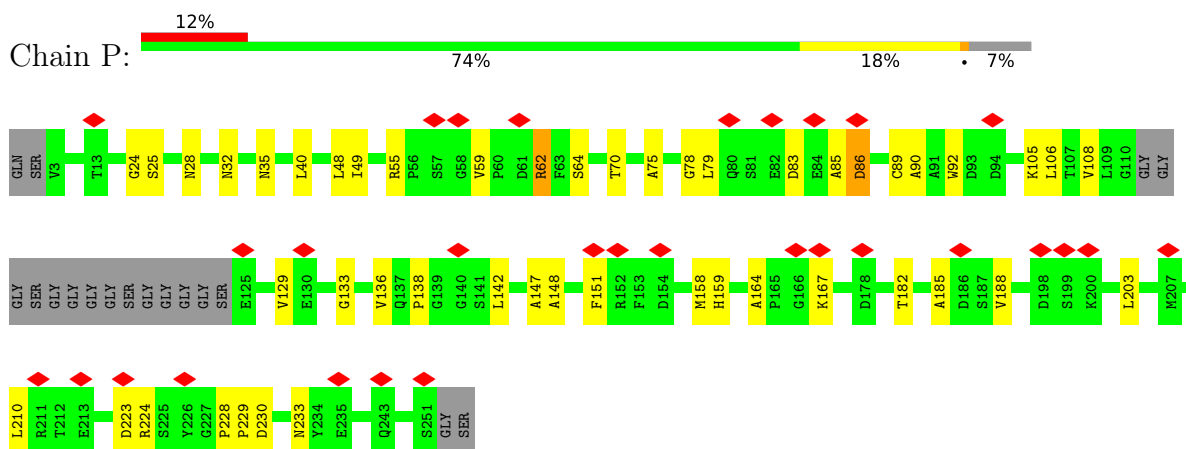 12%
Chain P:
74% 18% • 7%
GLN SER V3 T13 G24 S25 N28 N32 N35 L40 L48 I49 R55 P56 S57 G58 V59 P60 D61 R62 F63 S64 T70 A75 G78 L79 Q80 S81 E82 D83 E84 A85 D86 C89 A90 A91 W92 D93 D94 K105 L106 T107 V108 L109 G110 GLY GLY
GLY SER GLY GLY GLY GLY SER GLY GLY GLY GLY SER E125 V129 E130 G133 V136 Q137 P138 G139 G140 S141 L142 A147 A148 F151 R152 F153 D154 M158 H159 A164 P165 G166 K167 D178 T182 A185 D186 S187 V188 D198 S199 K200 L203 M207
L210 R211 T212 E213 D223 R224 S225 Y226 G227 P228 P229 D230 N233 Y234 E235 Q243 S251 GLY SER